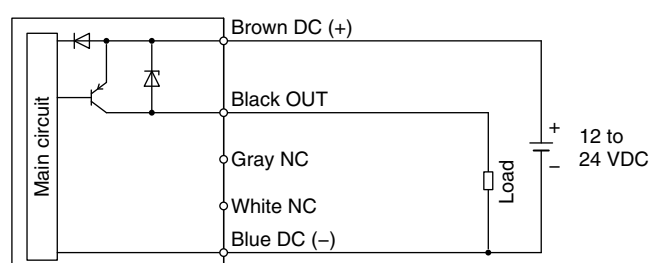 Brown DC (+)
Main circuit
Black OUT
Gray NC
White NC
Blue DC (−)
Load
+
−
12 to
24 VDC